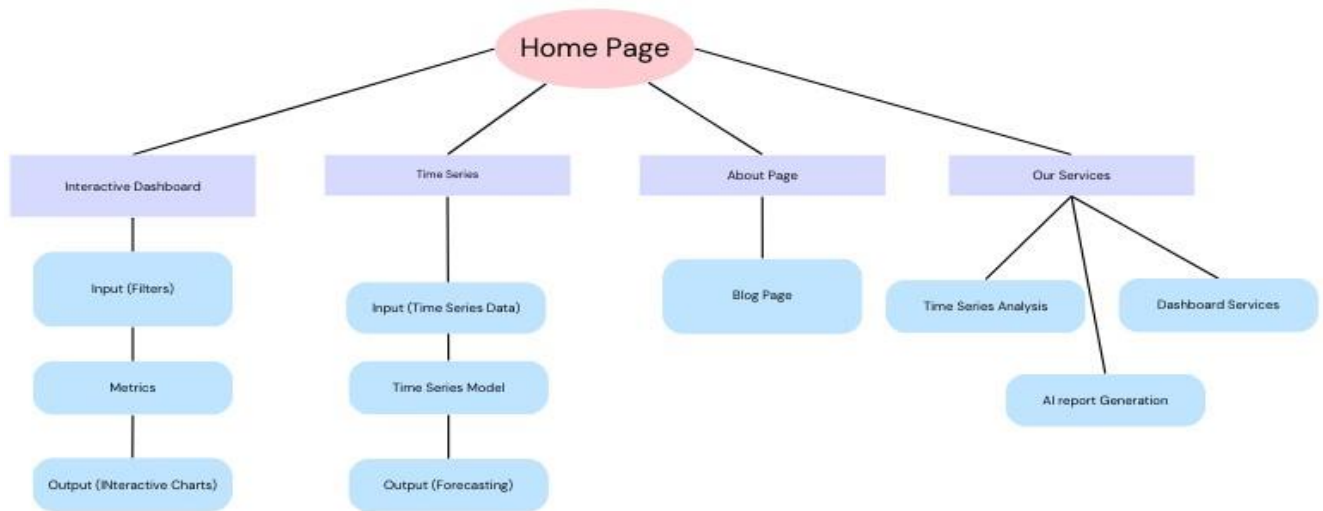 Home Page
Interactive Dashboard
Time Series
About Page
Our Services
Input (Filters)
Metrics
Output (INteractive Charts)
Input (Time Series Data)
Time Series Model
Output (Forecasting)
Blog Page
Time Series Analysis
Dashboard Services
AI report Generation